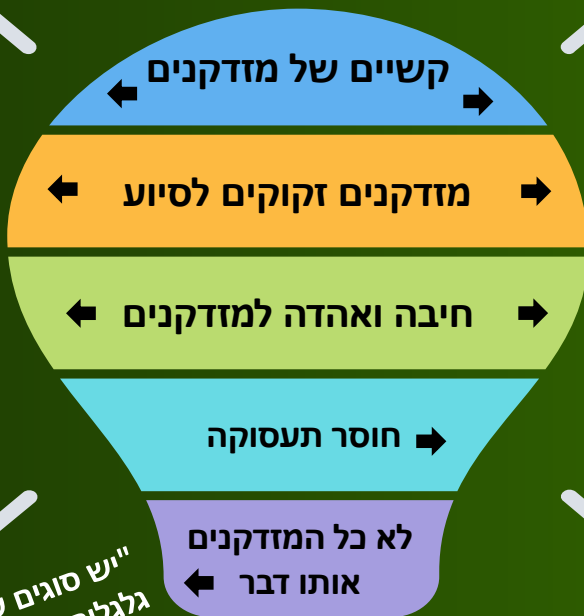 קשיים של מזדקנים
מזדקנים זקוקים לסיוע
חיבה ואהדה למזדקנים
חוסר תעסוקה
לא כל המזדקנים
אותו דבר
"יש סוגים